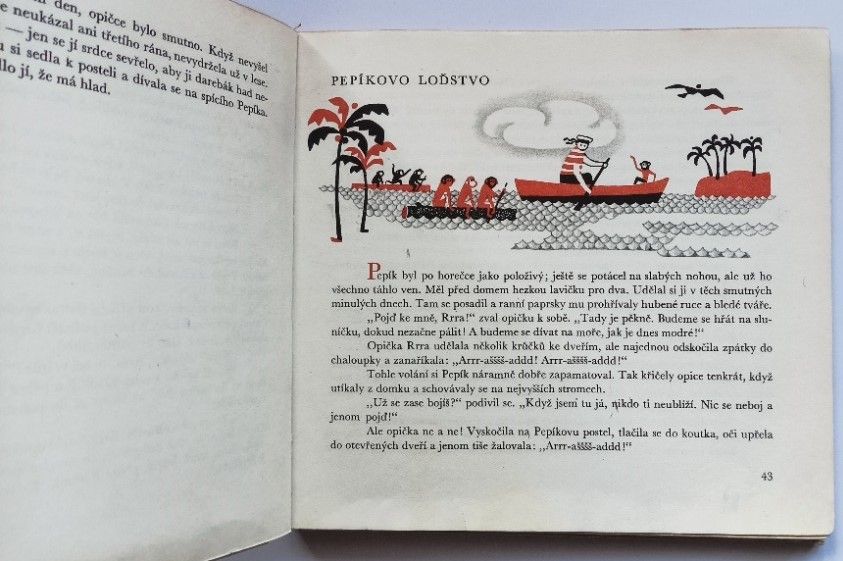 den, opičce bylo smutno. Když nevyšel
neukázal ani třetího rána, nevydržela už v lese.
— jen se jí srdce sevřelo, aby ji darebák had ne-
si sedla k posteli a dívala se na spícího Pepíka.
jí, že má hlad.
PEPÍKOVO LOĎSTVO
Pepík byl po horečce jako položivý; ještě se potácel na slabých nohou, ale už ho
všechno táhlo ven. Měl před domem hezkou lavičku pro dva. Udělal si ji v těch smutných
minulých dnech. Tam se posadil a ranní paprsky mu prohřívaly hubené ruce a bledé tváře.
„Pojď ke mně, Rrra!“ zval opičku k sobě. „Tady je pěkně. Budeme se hřát na slu-
níčku, dokud nezačne pálit! A budeme se dívat na moře, jak je dnes modré!“
Opička Rrra udělala několik krůčků ke dveřím, ale najednou odskočila zpátky do
chaloupky a zanaříkala: „Arrr-ašššš-addd! Arrr-ašššš-addd!“
Tohle volání si Pepík náramně dobře zapamatoval. Tak křičely opice tenkrát, když
utíkaly z domku a schovávaly se na nejvyšších stromech.
„Už se zase bojíš?“ podivil se. „Když jsem tu já, nikdo ti neublíží. Nic se neboj a
jenom pojď!“
Ale opička ne a ne! Vyskočila na Pepíkovu postel, tlačila se do koutka, oči upřela
do otevřených dveří a jenom tiše žalovala: „Arrr-ašššš-addd!“
43